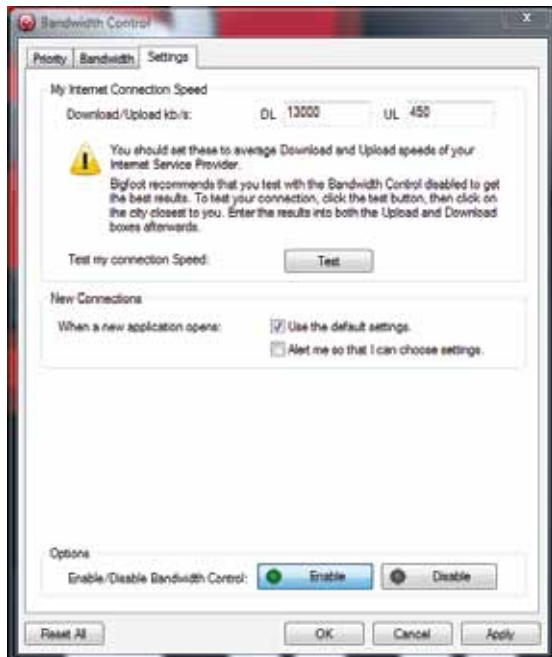 Bandwidth Control
x
Priority Bandwidth Settings
My Internet Connection Speed
Download/Upload kb/s: DL 13000 UL 450
You should set these to average Download and Upload speeds of your
Internet Service Provider.
Bigfoot recommends that you test with the Bandwidth Control disabled to get
the best results. To test your connection, click the test button, then click on
the city closest to you. Enter the results into both the Upload and Download
boxes afterwards.
Test my connection Speed: Test
New Connections
When a new application opens: Use the default settings.
Alert me so that I can choose settings.
Options
Enable/Disable Bandwidth Control: Enable Disable
Reset All OK Cancel Apply